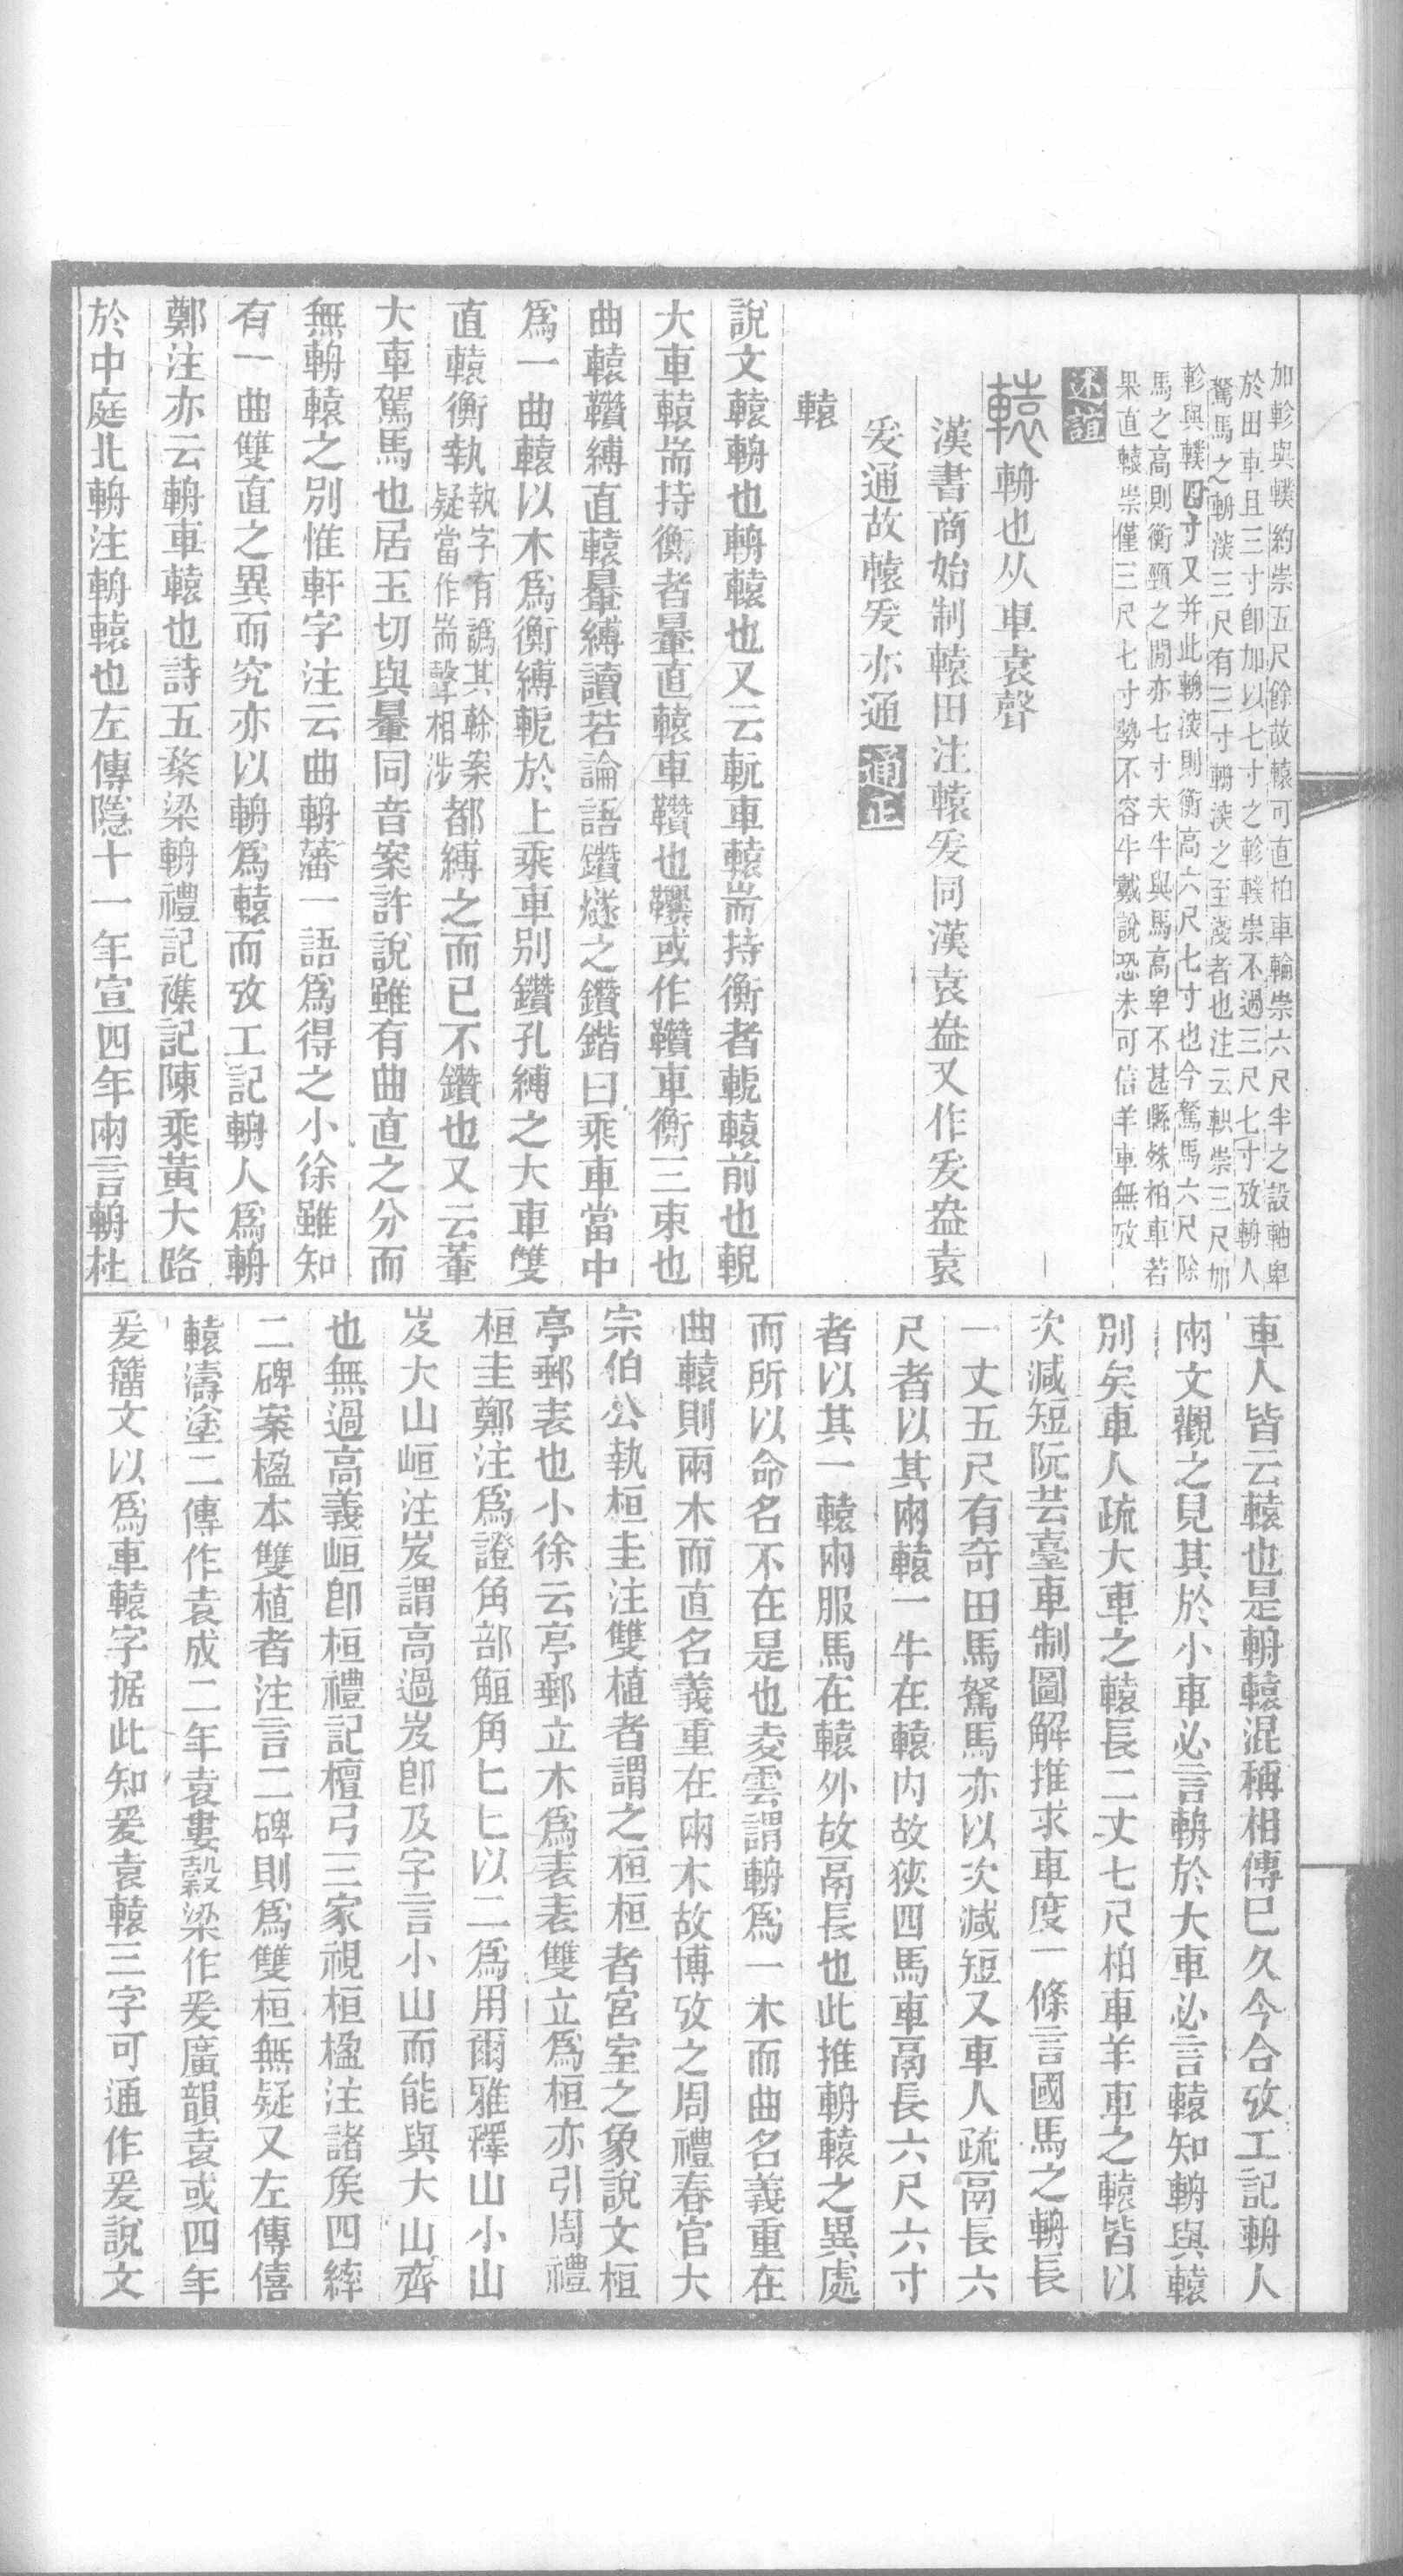 加軫與轐約崇五尺餘故轅可直柏車輪崇六尺半之設軸卑
於田車且三寸卽加以七寸之軫轐崇不過三尺七寸攷輈人
駑馬之輈深三尺有三寸輈深之至淺者也注云軹崇三尺加
軫與轐四寸又并此輈深則衡高六尺七寸也今駑馬六尺除
馬之高則衡頸之閒亦七寸夫牛與馬高卑不甚縣殊柏車若
果直轅崇僅三尺七寸勢不容牛戴說恐未可信羊車無攷
述誼
轅輈也从車袁聲
漢書商始制轅田注轅爰同漢袁盎又作爰盎袁
爰通故轅爰亦通 通正
轅
說文轅輈也輈轅也又云軏車轅耑持衡者輗轅前也輗
大車轅耑持衡者暈直轅車鞼也鞼或作鞼車衡三束也
曲轅鞼縛直轅暈縛讀若論語鑽燧之鑽鍇曰乘車當中
爲一曲轅以木爲衡縛軛於上乘車別鑽孔縛之大車雙
直轅衡執執字有譌其餘案疑當作耑聲相涉都縛之而已不鑽也又云輂
大車駕馬也居玉切與暈同音案許說雖有曲直之分而
無輈轅之別惟軒字注云曲輈藩一語爲得之小徐雖知
有一曲雙直之異而究亦以輈爲轅而攷工記輈人爲輈
鄭注亦云輈車轅也詩五楘梁輈禮記襍記陳乘黃大路
於中庭北輈注輈轅也左傳隱十一年宣四年兩言輈杜
車人皆云轅也是輈轅混稱相傳已久今合攷工記輈人
兩文觀之見其於小車必言輈於大車必言轅知輈與轅
別矣車人疏大車之轅長二丈七尺柏車羊車之轅皆以
次減短阮芸臺車制圖解推求車度一條言國馬之輈長
一丈五尺有奇田馬駑馬亦以次減短又車人疏鬲長六
尺者以其兩轅一牛在轅内故狹四馬車鬲長六尺六寸
者以其一轅兩服馬在轅外故鬲長也此推輈轅之異處
而所以命名不在是也夌雲謂輈爲一木而曲名義重在
曲轅則兩木而直名義重在兩木故博攷之周禮春官大
宗伯公執桓圭注雙植者謂之桓桓者宮室之象說文桓
亭郵表也小徐云亭郵立木爲表表雙立爲桓亦引周禮
桓圭鄭注爲證角部䚙角匕匕以二爲用爾雅釋山小山
岌大山峘注岌謂高過岌卽及字言小山而能與大山齊
也無過高義峘卽桓禮記檀弓三家視桓楹注諸矦四綍
二碑案楹本雙植者注言二碑則爲雙桓無疑又左傳僖
轅濤塗二傳作袁成二年袁婁榖梁作爰廣韻袁或四年
爰籒文以爲車轅字据此知爰袁轅三字可通作爰說文